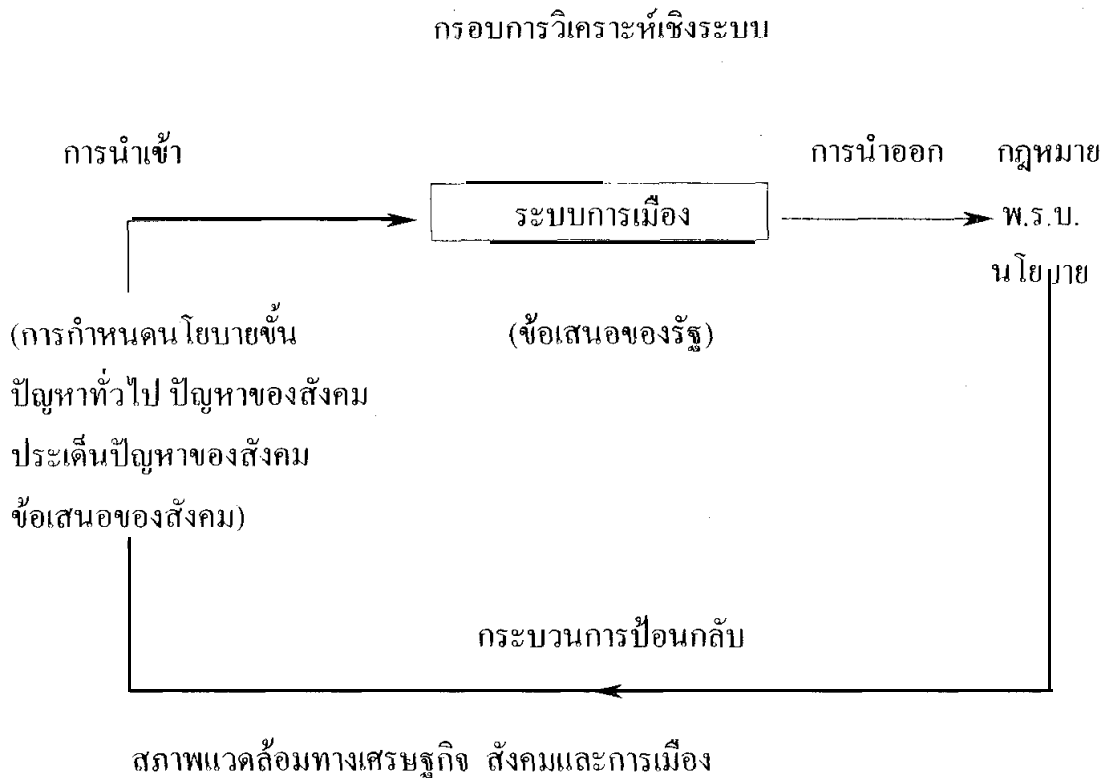 กรอบการวิเคราะห์เชิงระบบ
การนำเข้า
การนำออก กฎหมาย
ระบบการเมือง
พ.ร.บ.
นโยบาย
(การกำหนดนโยบายขั้น
(ข้อเสนอของรัฐ)
ปัญหาทั่วไป ปัญหาของสังคม
ประเด็นปัญหาของสังคม
ข้อเสนอของสังคม)
กระบวนการป้อนกลับ
สภาพแวดล้อมทางเศรษฐกิจ สังคมและการเมือง